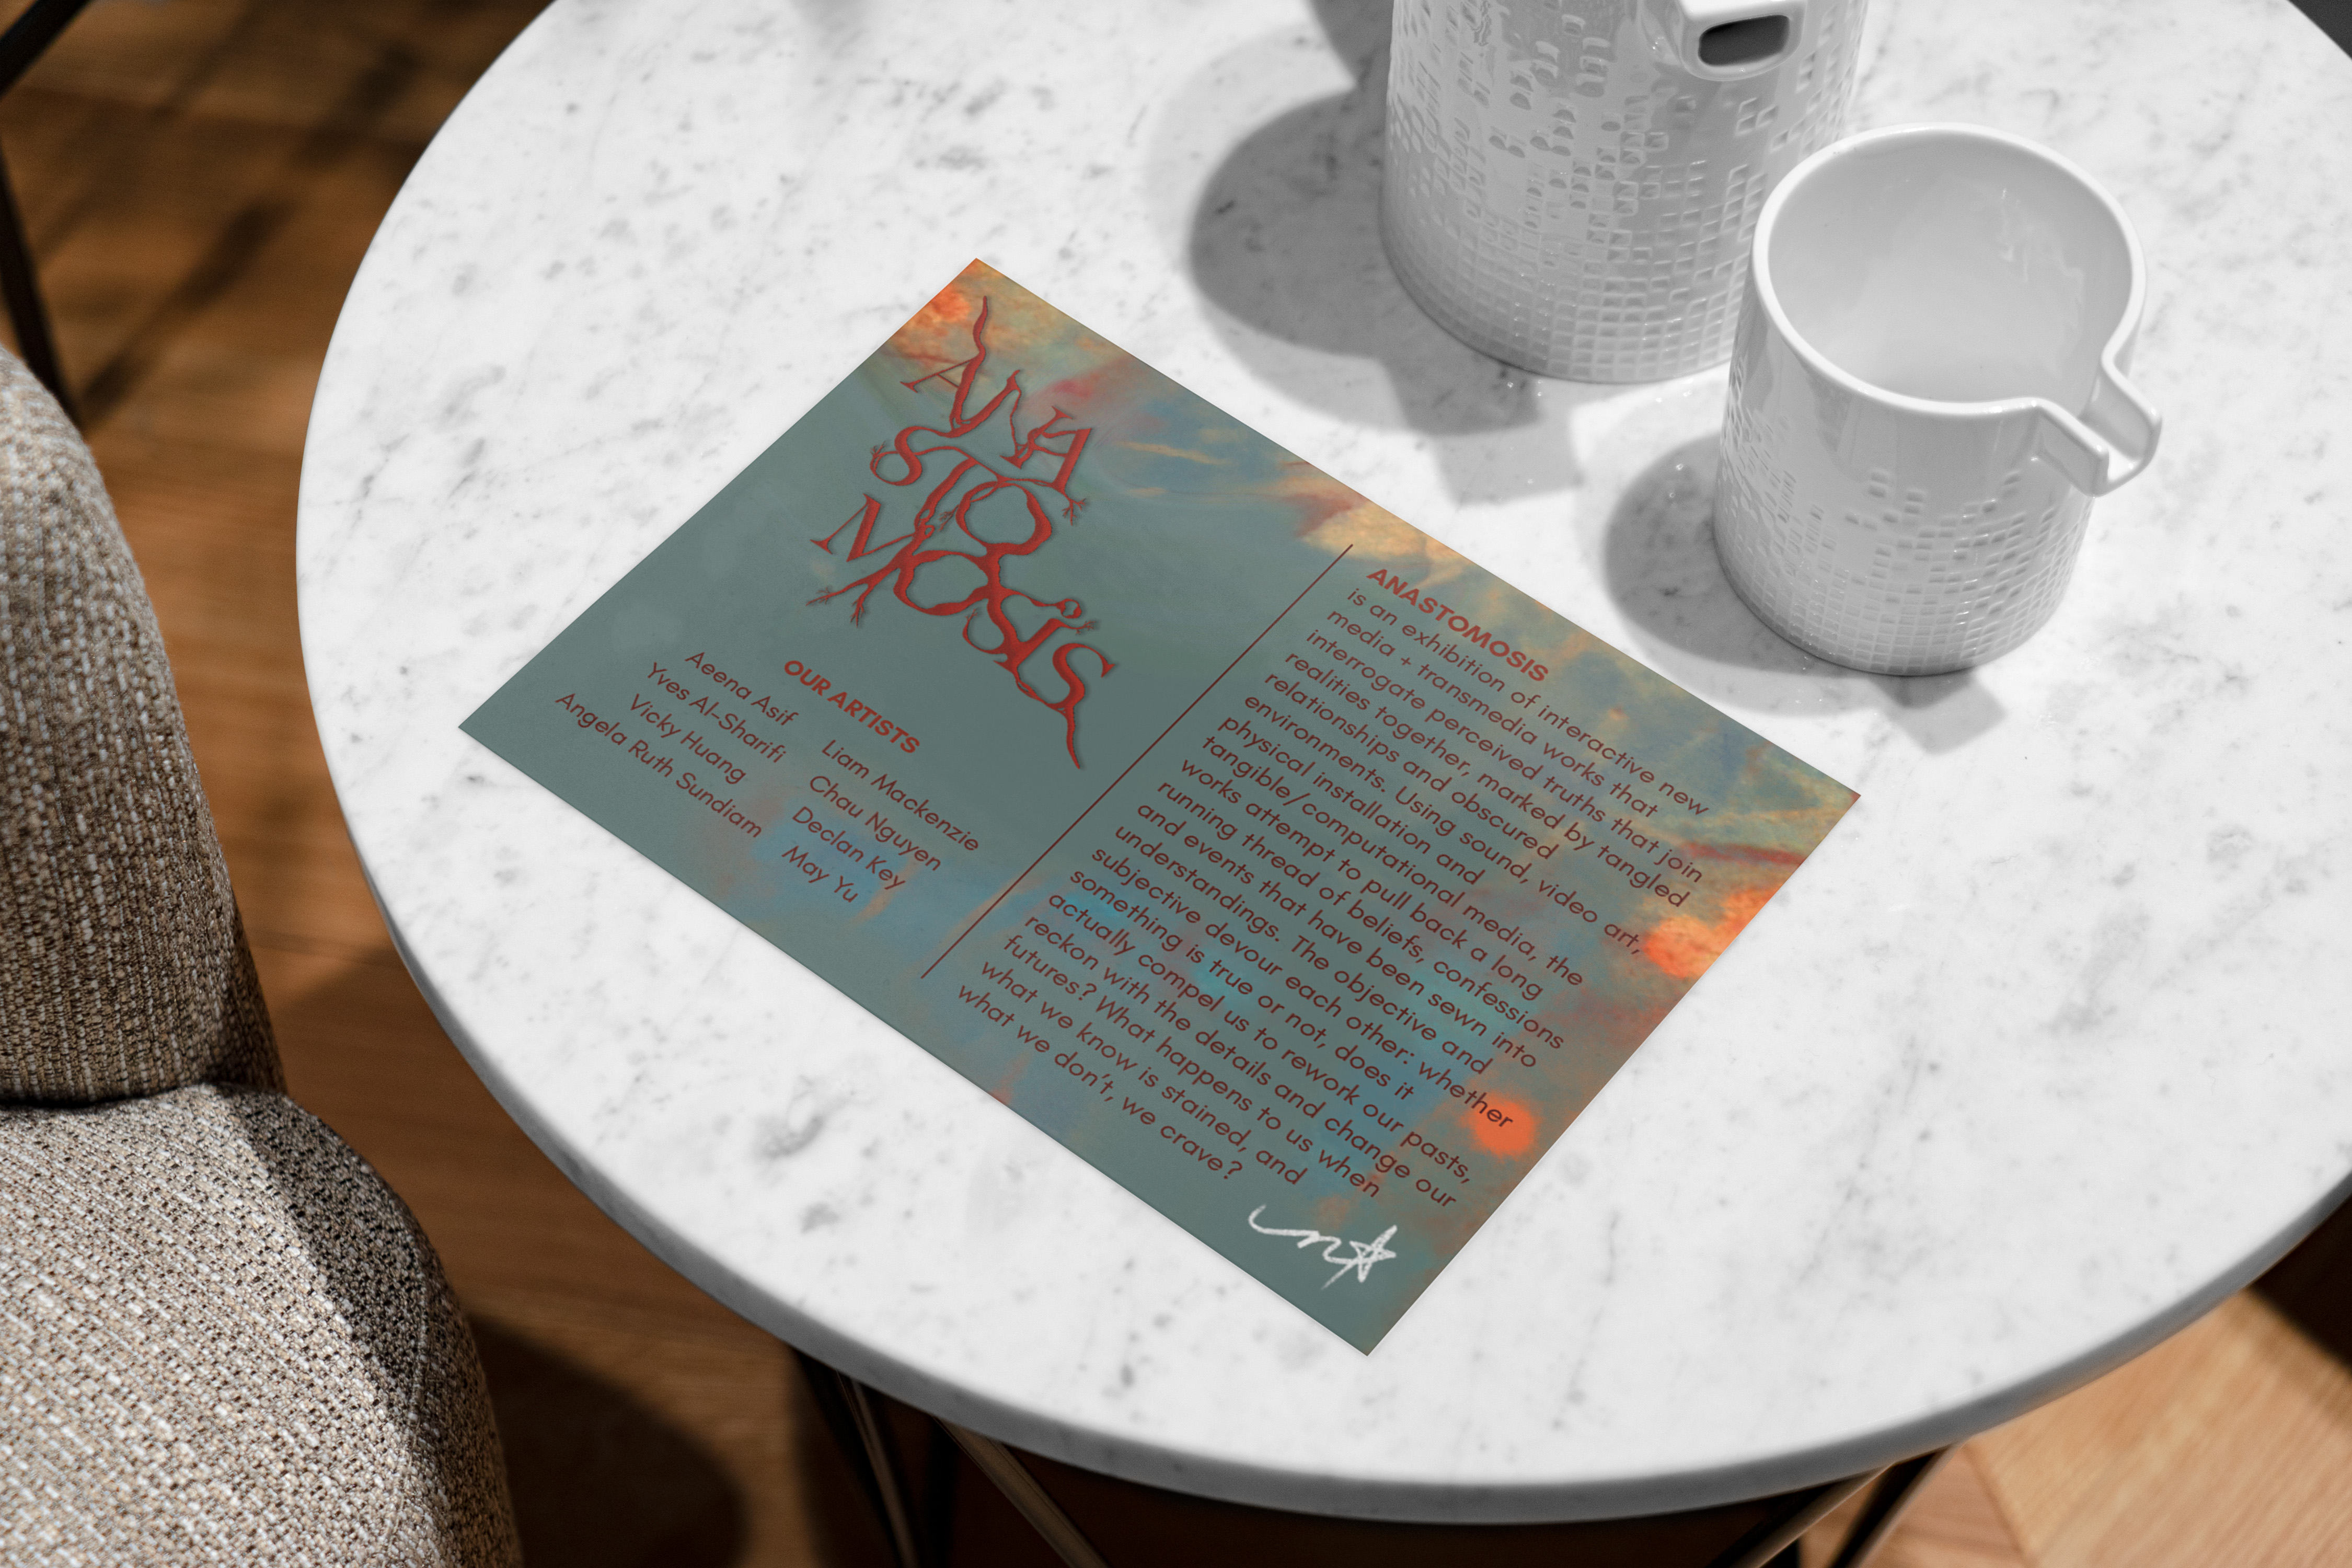 ANA
STO
MOSIS
OUR ARTISTS
Aeena Asif
Yves Al-Sharifi
Vicky Huang
Angela Ruth Sundiam
Liam Mackenzie
Chau Nguyen
Declan Key
May Yu
ANASTOMOSIS
is an exhibition of interactive new
media + transmedia works that
interrogate perceived truths that join
realities together, marked by tangled
relationships and obscured
environments. Using sound, video art,
physical installation and
tangible/computational media, the
works attempt to pull back a long
running thread of beliefs, confessions
and events that have been sewn into
understandings. The objective and
subjective devour each other: whether
something is true or not, does it
actually compel us to rework our pasts,
reckon with the details and change our
futures? What happens to us when
what we know is stained, and
what we don't, we crave?